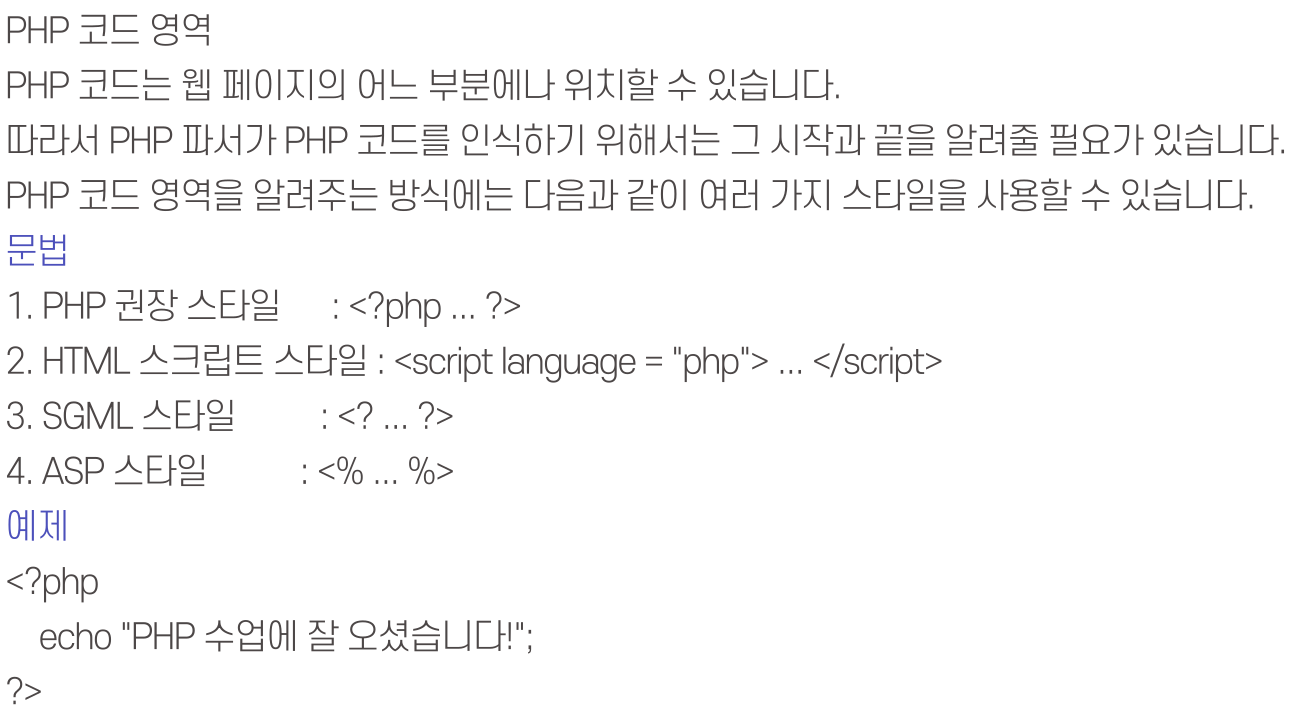 PHP 코드 영역
PHP 코드는 웹 페이지의 어느 부분에나 위치할 수 있습니다.
따라서 PHP 파서가 PHP 코드를 인식하기 위해서는 그 시작과 끝을 알려줄 필요가 있습니다.
PHP 코드 영역을 알려주는 방식에는 다음과 같이 여러 가지 스타일을 사용할 수 있습니다.
문법
1. PHP 권장 스타일 : <?php ... ?>
2. HTML 스크립트 스타일 : <script language = "php"> ... </script>
3. SGML 스타일 : <? ... ?>
4. ASP 스타일 : <% ... %>
예제
<?php
echo "PHP 수업에 잘 오셨습니다!";
?>